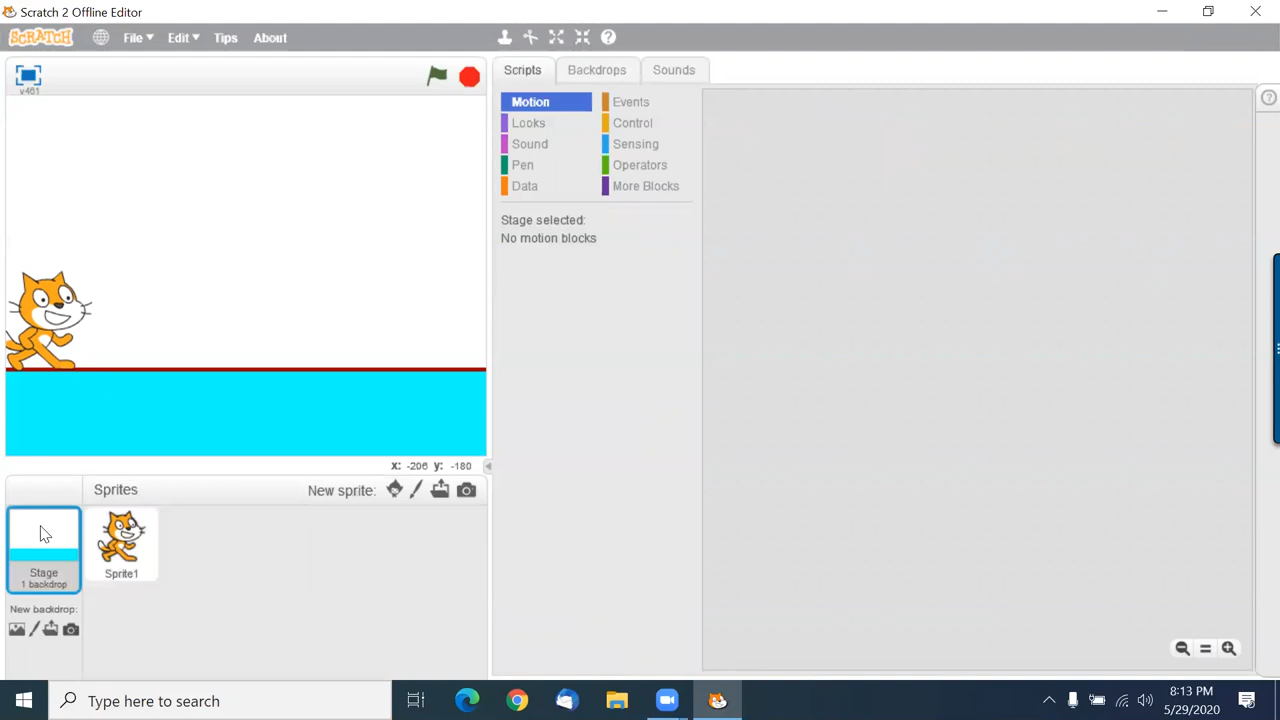 Scratch 2 Offline Editor
SCRATCH File Edit Tips About
v461
Scripts Backdrops Sounds
Motion Events
Looks Control
Sound Sensing
Pen Operators
Data More Blocks
Stage selected:
No motion blocks
x: -206 y: -180
Sprites New sprite:
Stage
1 backdrop
Sprite1
New backdrop:
Type here to search
8:13 PM
5/29/2020